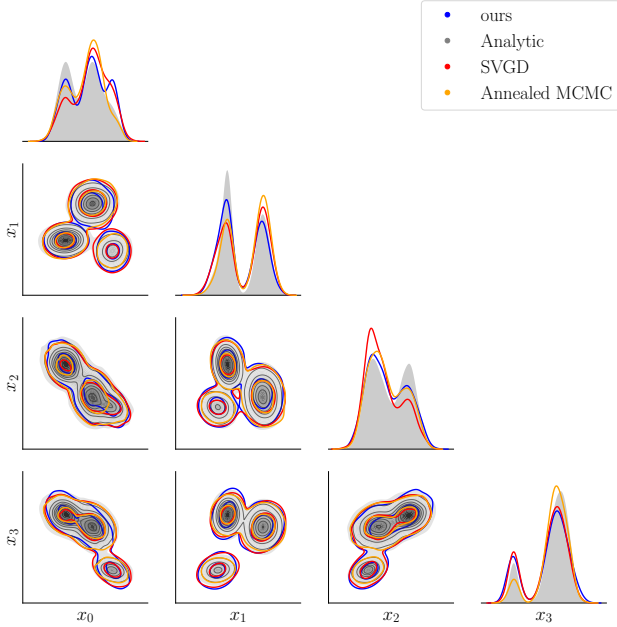 ours
Analytic
SVGD
Annealed MCMC
x₁
x₂
x₃
x₀
x₁
x₂
x₃